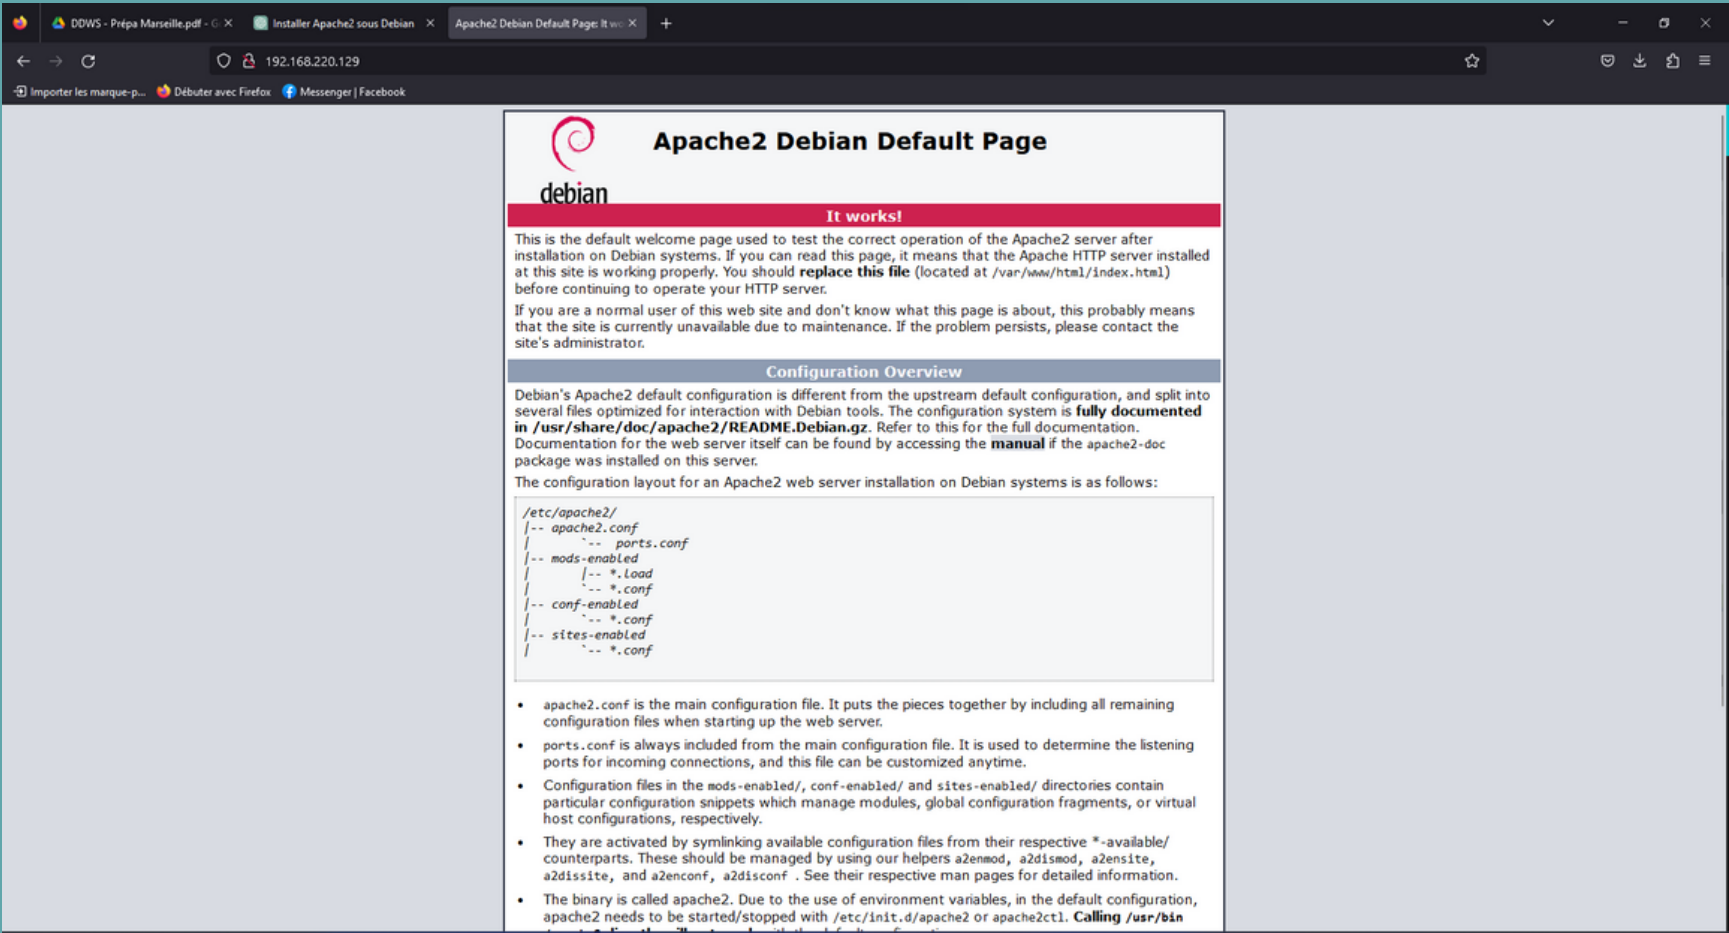 DDWS - Prépa Marseille.pdf - G
Installer Apache2 sous Debian
Apache2 Debian Default Page: It wo
192.168.220.129
Importer les marque-p...
Débuter avec Firefox
Messenger | Facebook
debian
Apache2 Debian Default Page
It works!
This is the default welcome page used to test the correct operation of the Apache2 server after
installation on Debian systems. If you can read this page, it means that the Apache HTTP server installed
at this site is working properly. You should replace this file (located at /var/www/html/index.html)
before continuing to operate your HTTP server.
If you are a normal user of this web site and don't know what this page is about, this probably means
that the site is currently unavailable due to maintenance. If the problem persists, please contact the
site's administrator.
Configuration Overview
Debian's Apache2 default configuration is different from the upstream default configuration, and split into
several files optimized for interaction with Debian tools. The configuration system is fully documented
in /usr/share/doc/apache2/README.Debian.gz. Refer to this for the full documentation.
Documentation for the web server itself can be found by accessing the manual if the apache2-doc
package was installed on this server.
The configuration layout for an Apache2 web server installation on Debian systems is as follows:
/etc/apache2/
|-- apache2.conf
|       `--  ports.conf
|-- mods-enabled
|       |-- *.load
|       `-- *.conf
|-- conf-enabled
|       `-- *.conf
|-- sites-enabled
|       `-- *.conf
• apache2.conf is the main configuration file. It puts the pieces together by including all remaining
configuration files when starting up the web server.
• ports.conf is always included from the main configuration file. It is used to determine the listening
ports for incoming connections, and this file can be customized anytime.
• Configuration files in the mods-enabled/, conf-enabled/ and sites-enabled/ directories contain
particular configuration snippets which manage modules, global configuration fragments, or virtual
host configurations, respectively.
• They are activated by symlinking available configuration files from their respective *-available/
counterparts. These should be managed by using our helpers a2enmod, a2dismod, a2ensite,
a2dissite, and a2enconf, a2disconf . See their respective man pages for detailed information.
• The binary is called apache2. Due to the use of environment variables, in the default configuration,
apache2 needs to be started/stopped with /etc/init.d/apache2 or apache2ctl. Calling /usr/bin